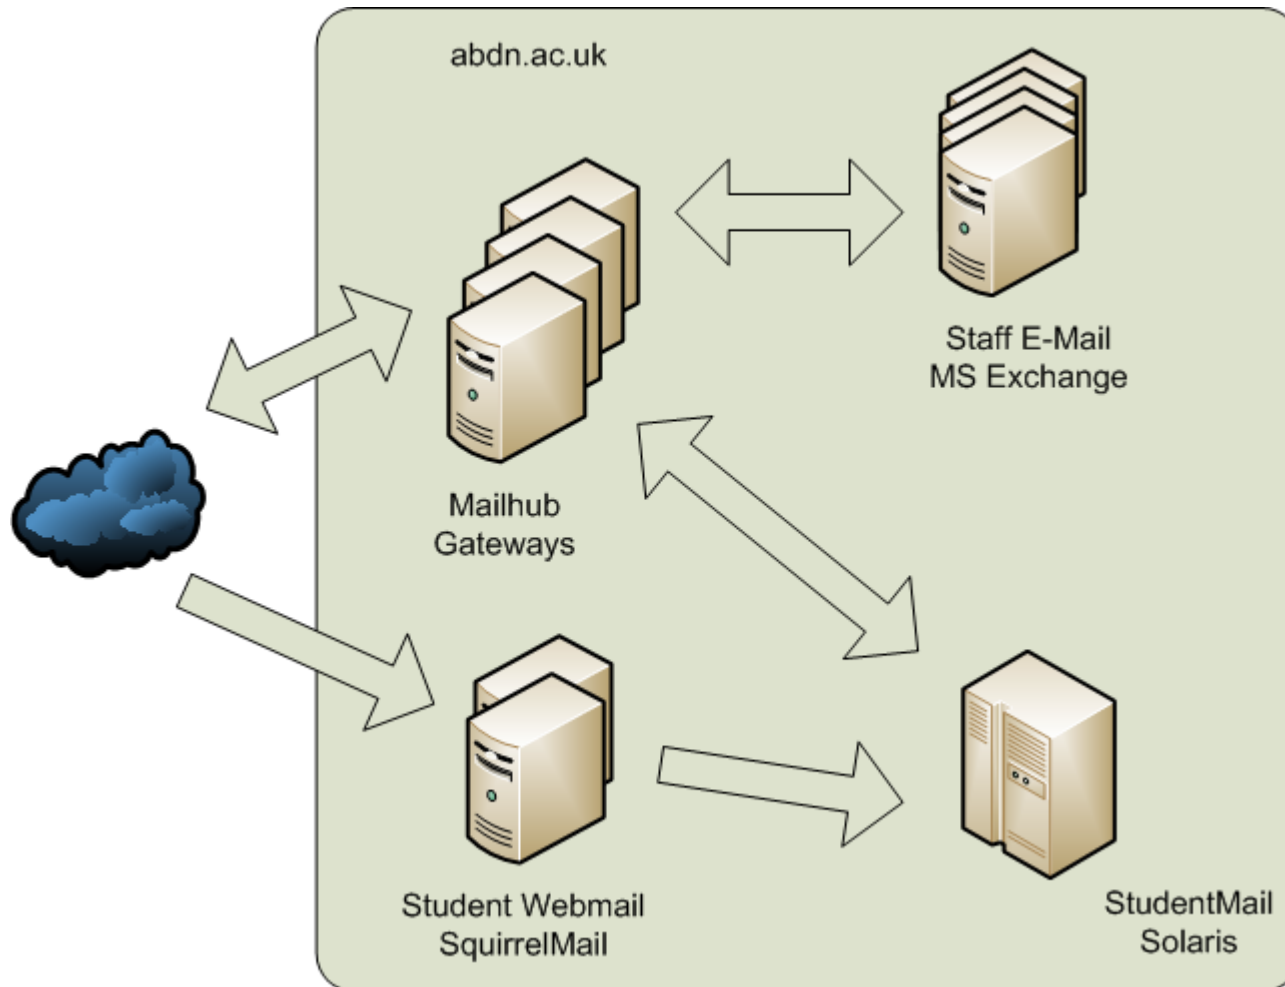 abdn.ac.uk
Staff E-Mail
MS Exchange
Mailhub
Gateways
Student Webmail
SquirrelMail
StudentMail
Solaris